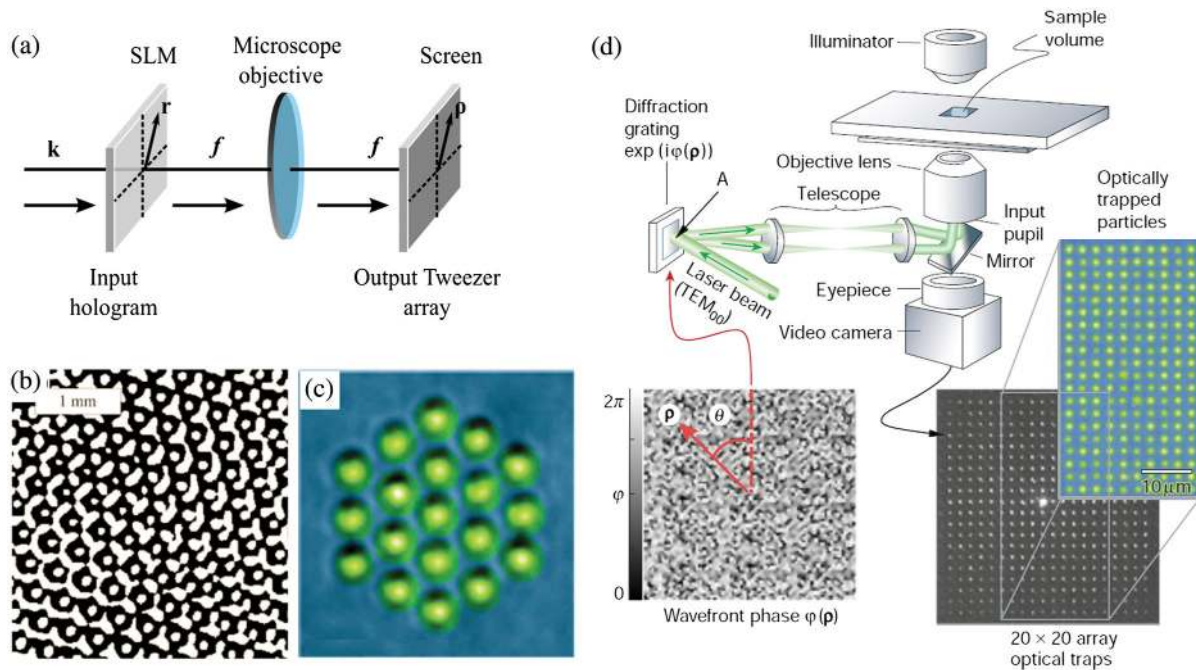 (a)
SLM
Microscope
objective
Screen
r
ρ
k
f
f
Input
hologram
Output Tweezer
array
(b)
1 mm
(c)
(d)
Illuminator
Sample
volume
Diffraction
grating
exp (iφ(ρ))
A
Objective lens
Telescope
Optically
trapped
particles
Input
pupil
Mirror
Laser beam
(TEM₀₀)
Eyepiece
Video camera
2π
φ
0
ρ
θ
Wavefront phase φ(ρ)
10μm
20 × 20 array
optical traps